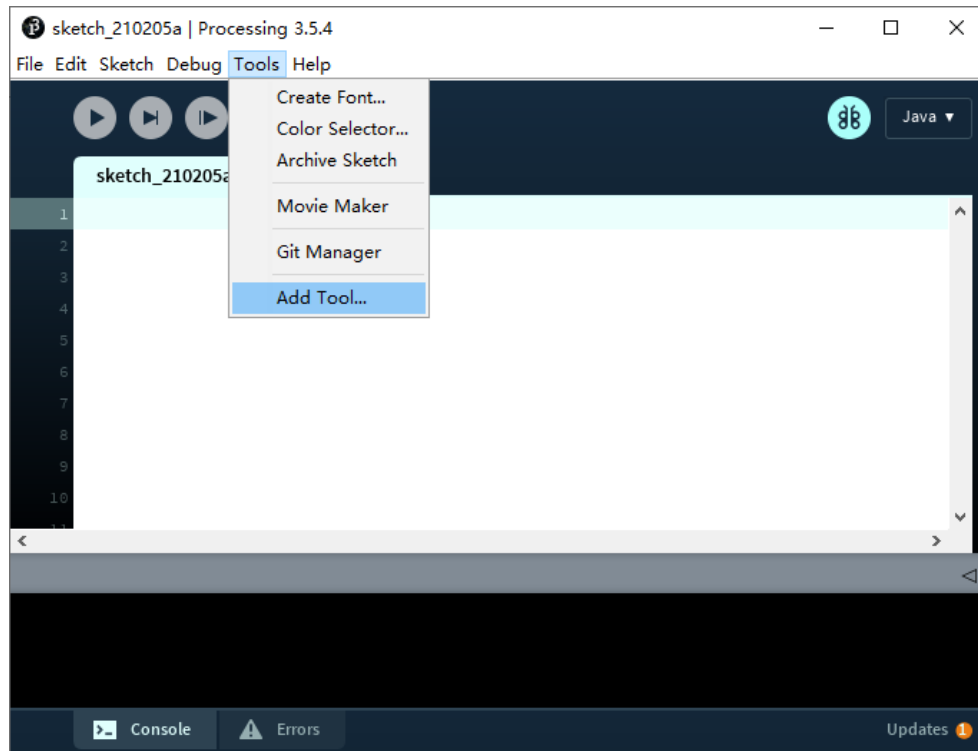 sketch_210205a | Processing 3.5.4
File Edit Sketch Debug Tools Help
Create Font...
Color Selector...
Archive Sketch
Movie Maker
Git Manager
Add Tool...
Java ▼
sketch_210205a
1
2
3
4
5
6
7
8
9
10
11
Console
Errors
Updates 1